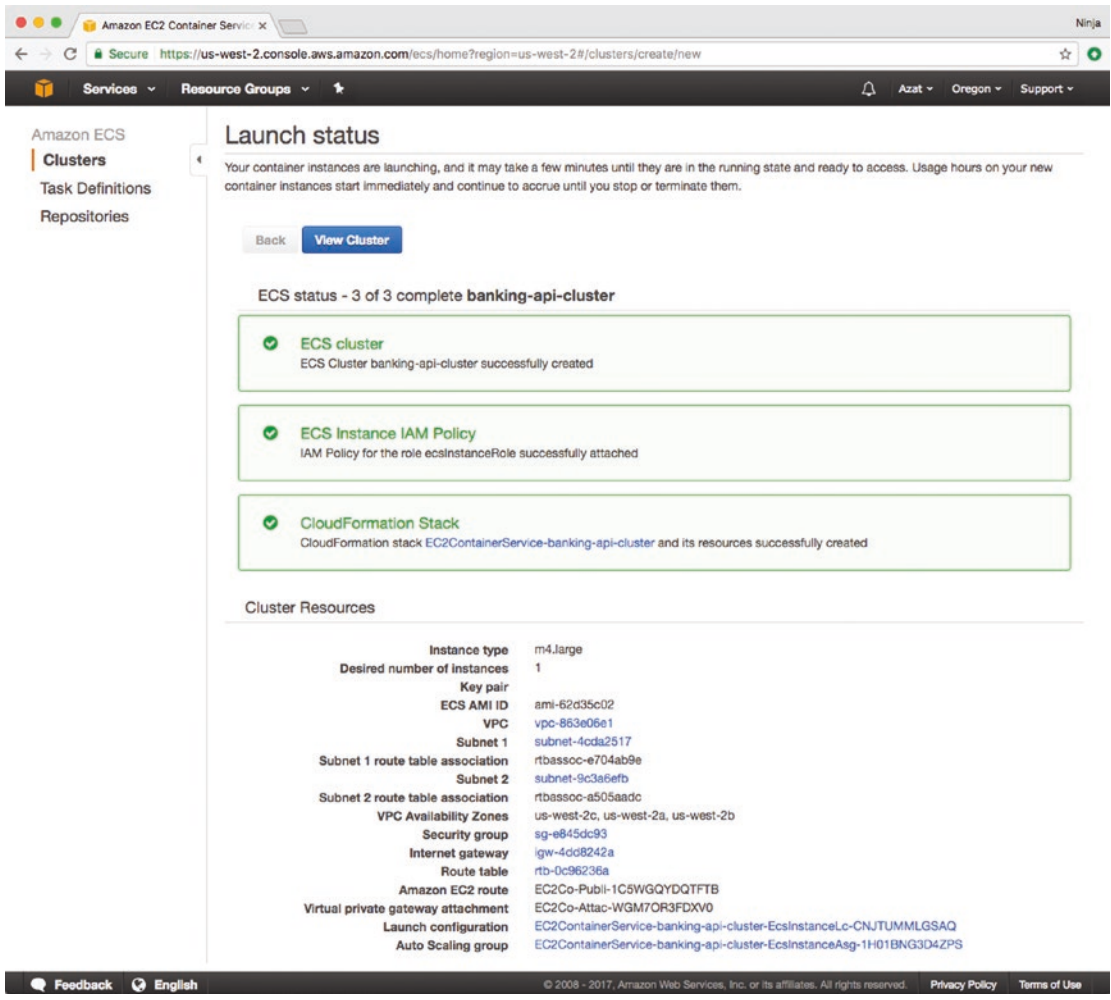 Amazon EC2 Container Servic
Ninja
Secure https://us-west-2.console.aws.amazon.com/ecs/home?region=us-west-2#/clusters/create/new
Services Resource Groups Azat Oregon Support
Amazon ECS
Clusters
Task Definitions
Repositories
Launch status
Your container instances are launching, and it may take a few minutes until they are in the running state and ready to access. Usage hours on your new
container instances start immediately and continue to accrue until you stop or terminate them.
Back View Cluster
ECS status - 3 of 3 complete banking-api-cluster
ECS cluster
ECS Cluster banking-api-cluster successfully created
ECS Instance IAM Policy
IAM Policy for the role ecsInstanceRole successfully attached
CloudFormation Stack
CloudFormation stack EC2ContainerService-banking-api-cluster and its resources successfully created
Cluster Resources
Instance type m4.large
Desired number of instances 1
Key pair
ECS AMI ID ami-62d35c02
VPC vpc-863e06e1
Subnet 1 subnet-4cda2517
Subnet 1 route table association rtbassoc-e704ab9e
Subnet 2 subnet-9c3a6efb
Subnet 2 route table association rtbassoc-a505aadc
VPC Availability Zones us-west-2c, us-west-2a, us-west-2b
Security group sg-e845dc93
Internet gateway igw-4dd8242a
Route table rtb-0c96236a
Amazon EC2 route EC2Co-Publi-1C5WGQYDQTFTB
Virtual private gateway attachment EC2Co-Attac-WGM7OR3FDXV0
Launch configuration EC2ContainerService-banking-api-cluster-EcsInstanceLc-CNJTUMMLGSAQ
Auto Scaling group EC2ContainerService-banking-api-cluster-EcsInstanceAsg-1H01BNG3D4ZPS
Feedback English © 2008 - 2017, Amazon Web Services, Inc. or its affiliates. All rights reserved. Privacy Policy Terms of Use